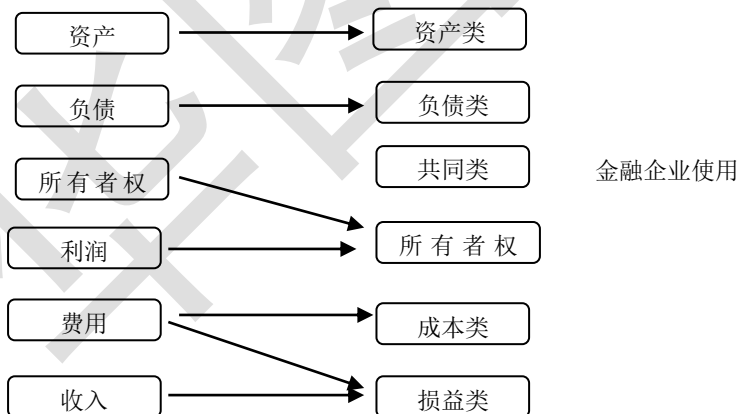 资产 资产类
负债 负债类
共同类 金融企业使用
所有者权
利润 所有者权
费用 成本类
收入 损益类